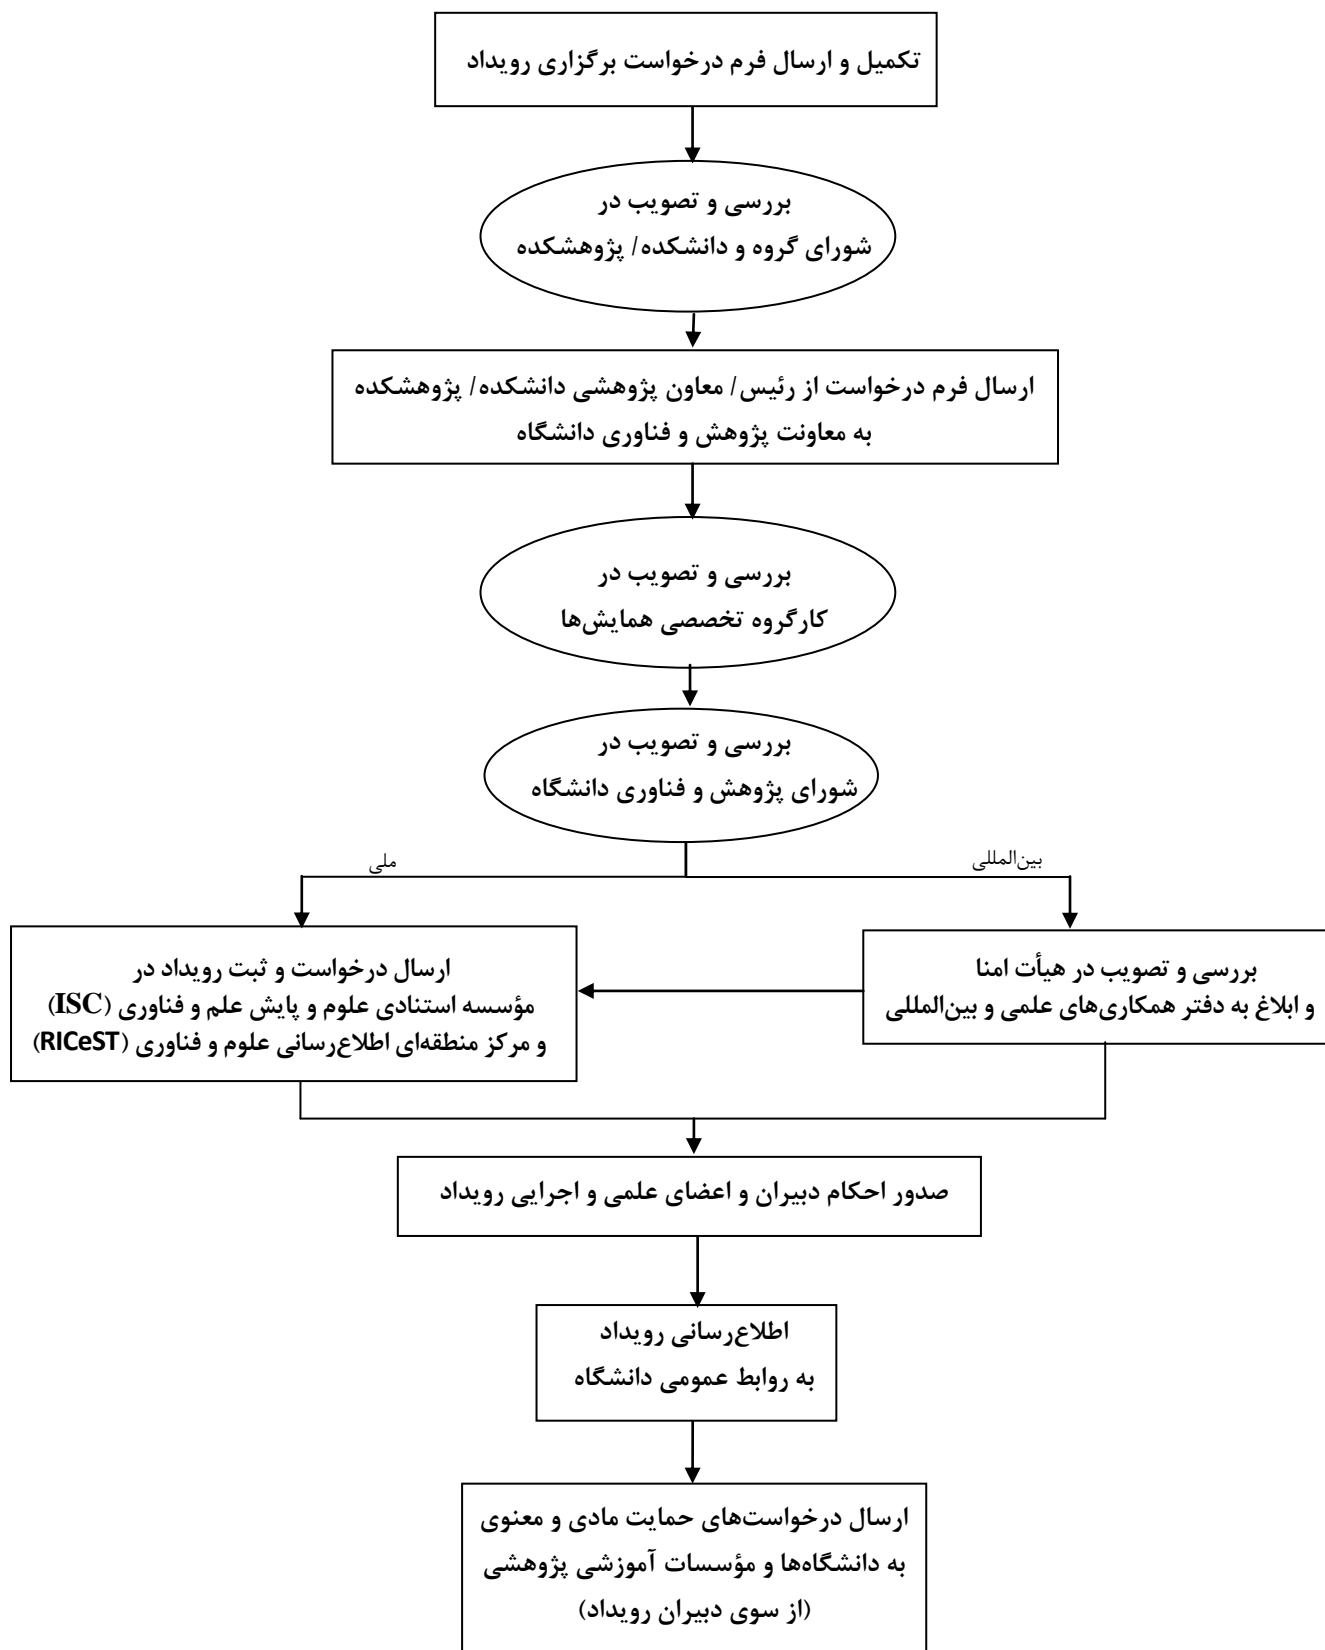 تکمیل و ارسال فرم درخواست برگزاری رویداد
بررسی و تصویب در
شورای گروه و دانشکده/ پژوهشکده
ارسال فرم درخواست از رئیس/ معاون پژوهشی دانشکده/ پژوهشکده
به معاونت پژوهش و فناوری دانشگاه
بررسی و تصویب در
کارگروه تخصصی همایش‌ها
بررسی و تصویب در
شورای پژوهش و فناوری دانشگاه
بین‌المللی
ملی
بررسی و تصویب در هیأت امنا
و ابلاغ به دفتر همکاری‌های علمی و بین‌المللی
ارسال درخواست و ثبت رویداد در
مؤسسه استنادی علوم و پایش علم و فناوری (ISC)
و مرکز منطقه‌ای اطلاع‌رسانی علوم و فناوری (RICeST)
صدور احکام دبیران و اعضای علمی و اجرایی رویداد
اطلاع‌رسانی رویداد
به روابط عمومی دانشگاه
ارسال درخواست‌های حمایت مادی و معنوی
به دانشگاه‌ها و مؤسسات آموزشی پژوهشی
(از سوی دبیران رویداد)